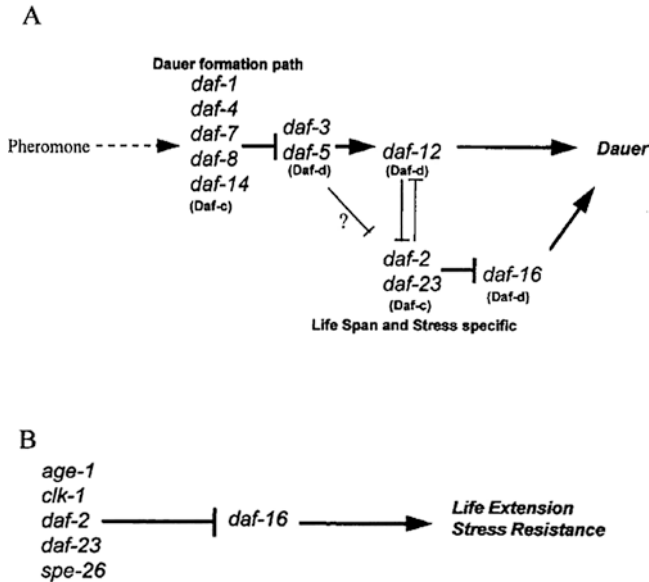 A
Dauer formation path
daf-1
daf-4
daf-7
daf-8
daf-14
(Daf-c)
Pheromone
daf-3
daf-5
(Daf-d)
daf-12
(Daf-d)
Dauer
?
daf-2
daf-23
(Daf-c)
daf-16
(Daf-d)
Life Span and Stress specific
B
age-1
clk-1
daf-2
daf-23
spe-26
daf-16
Life Extension
Stress Resistance